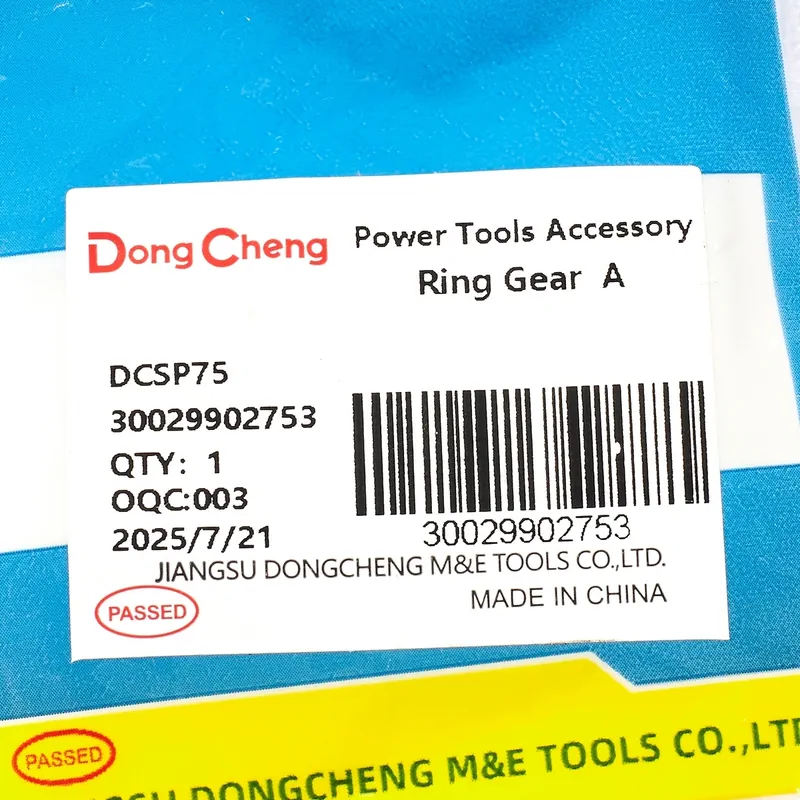 Dong Cheng
Power Tools Accessory
Ring Gear A
DCSP75
30029902753
QTY: 1
OQC:003
2025/7/21
30029902753
JIANGSU DONGCHENG M&E TOOLS CO.,LTD.
MADE IN CHINA
PASSED
PASSED
DONGCHENG M&E TOOLS CO.,LTD